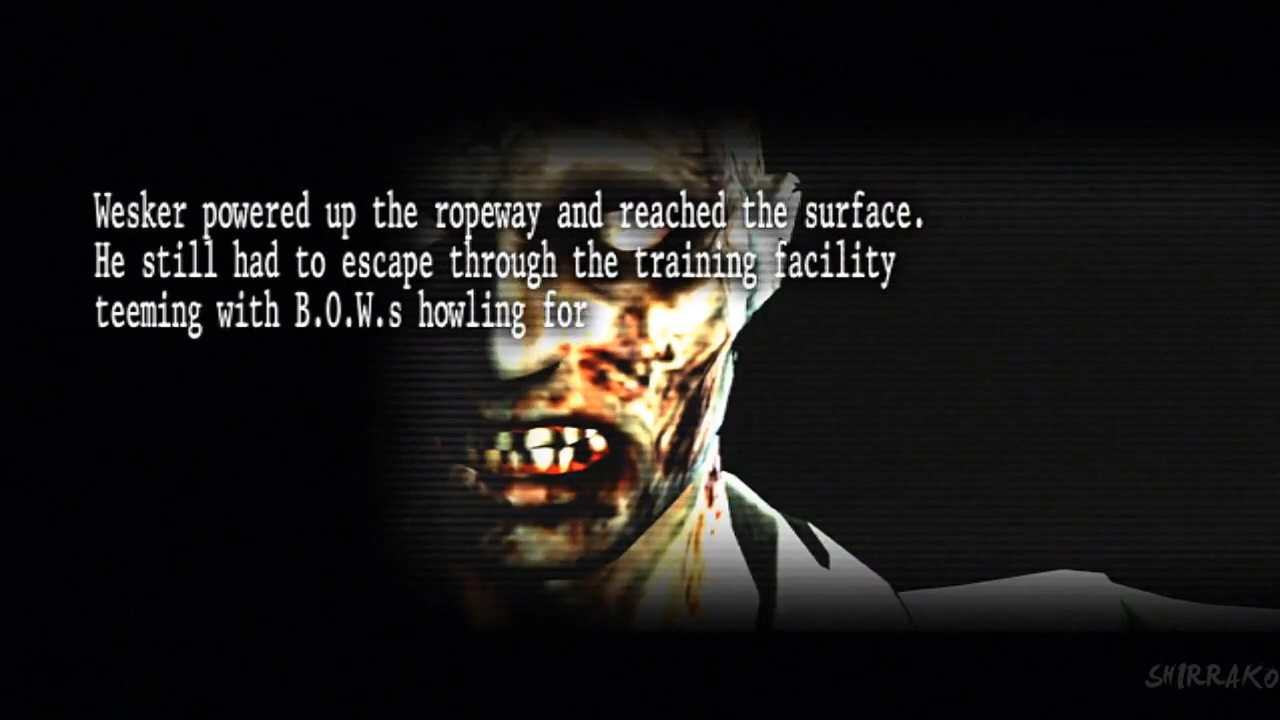 Wesker powered up the ropeway and reached the surface.
He still had to escape through the training facility
teeming with B.O.W.s howling for
SHIRRAKO